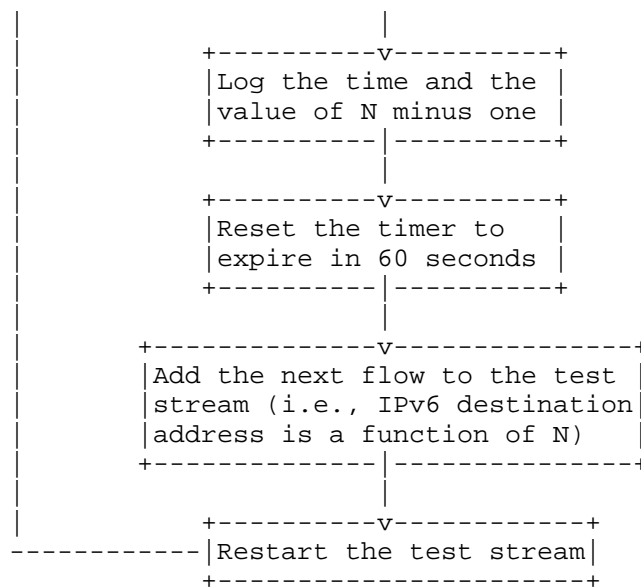 Log the time and the
value of N minus one
Reset the timer to
expire in 60 seconds
Add the next flow to the test
stream (i.e., IPv6 destination
address is a function of N)
Restart the test stream